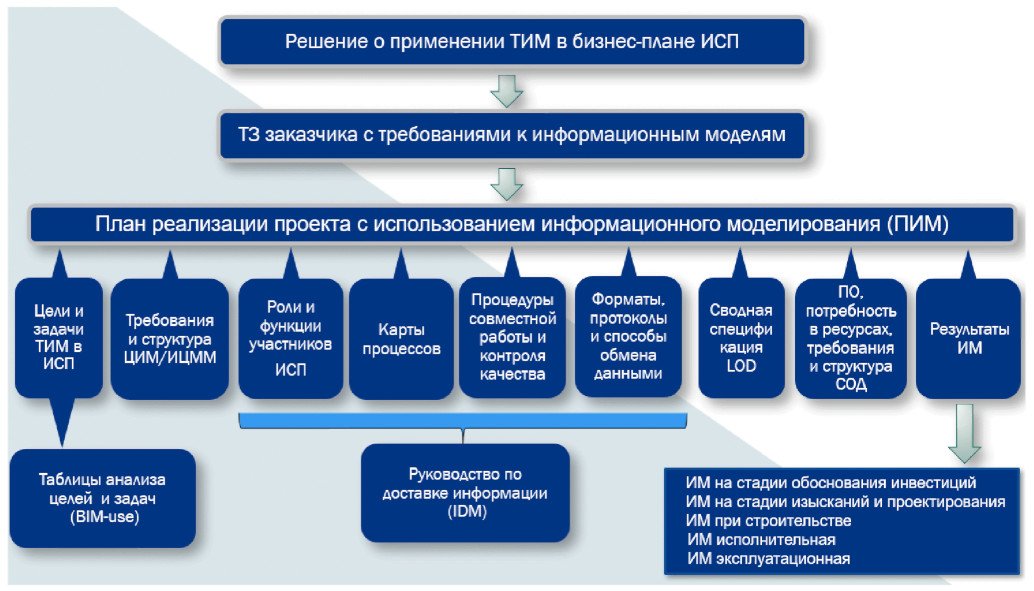 Решение о применении ТИМ в бизнес-плане ИСП
ТЗ заказчика с требованиями к информационным моделям
План реализации проекта с использованием информационного моделирования (ПИМ)
Цели и
задачи
ТИМ в
ИСП
Требования
и структура
ЦИМ/ИЦММ
Роли и
функции
участников
ИСП
Карты
процессов
Процедуры
совместной
работы и
контроля
качества
Форматы,
протоколы
и способы
обмена
данными
Сводная
специфи
кация
LOD
ПО,
потребность
в ресурсах,
требования
и структура
СОД
Результаты
ИМ
Таблицы анализа
целей и задач
(BIM-use)
Руководство по
доставке информации
(IDM)
ИМ на стадии обоснования инвестиций
ИМ на стадии изысканий и проектирования
ИМ при строительстве
ИМ исполнительная
ИМ эксплуатационная